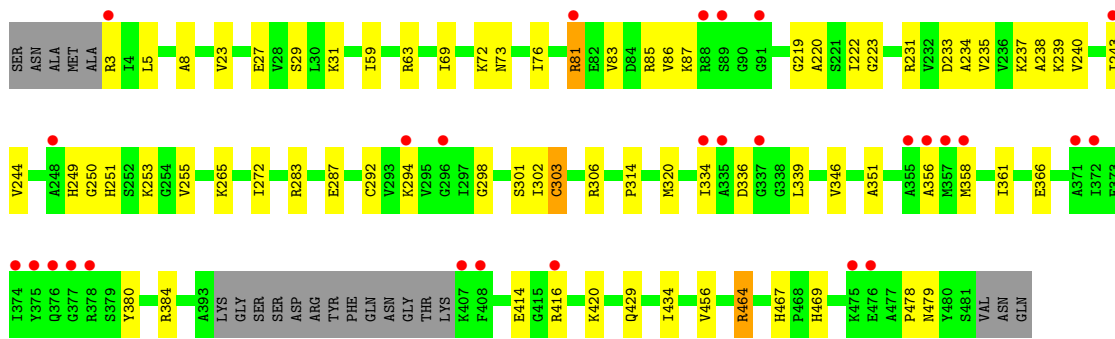 SER ASN ALA MET ALA R3 I4 L5 A8 V23 E27 V28 S29 L30 K31 I59 R63 I69 K72 N73 I76 R81 E82 V83 D84 R85 V86 K87 R88 S89 G90 G91 G219 A220 S221 I222 G223 R231 V232 D233 A234 V235 V236 K237 A238 K239 V240 I243
V244 A248 H249 G250 H251 S252 K253 G254 V255 K265 I272 R283 E287 C292 V293 K294 V295 G296 I297 G298 S301 I302 C303 R306 P314 M320 I334 A335 D336 G337 G338 L339 V346 A351 A355 A356 M357 M358 I361 E366 A371 I372
I374 Y375 Q376 G377 R378 S379 Y380 R384 A393 LYS GLY SER SER ASP ARG TYR PHE GLN ASN GLY THR LYS K407 F408 E414 G415 R416 K420 Q429 I434 V456 R464 H467 P468 H469 K475 E476 A477 P478 N479 Y480 S481 VAL ASN GLN